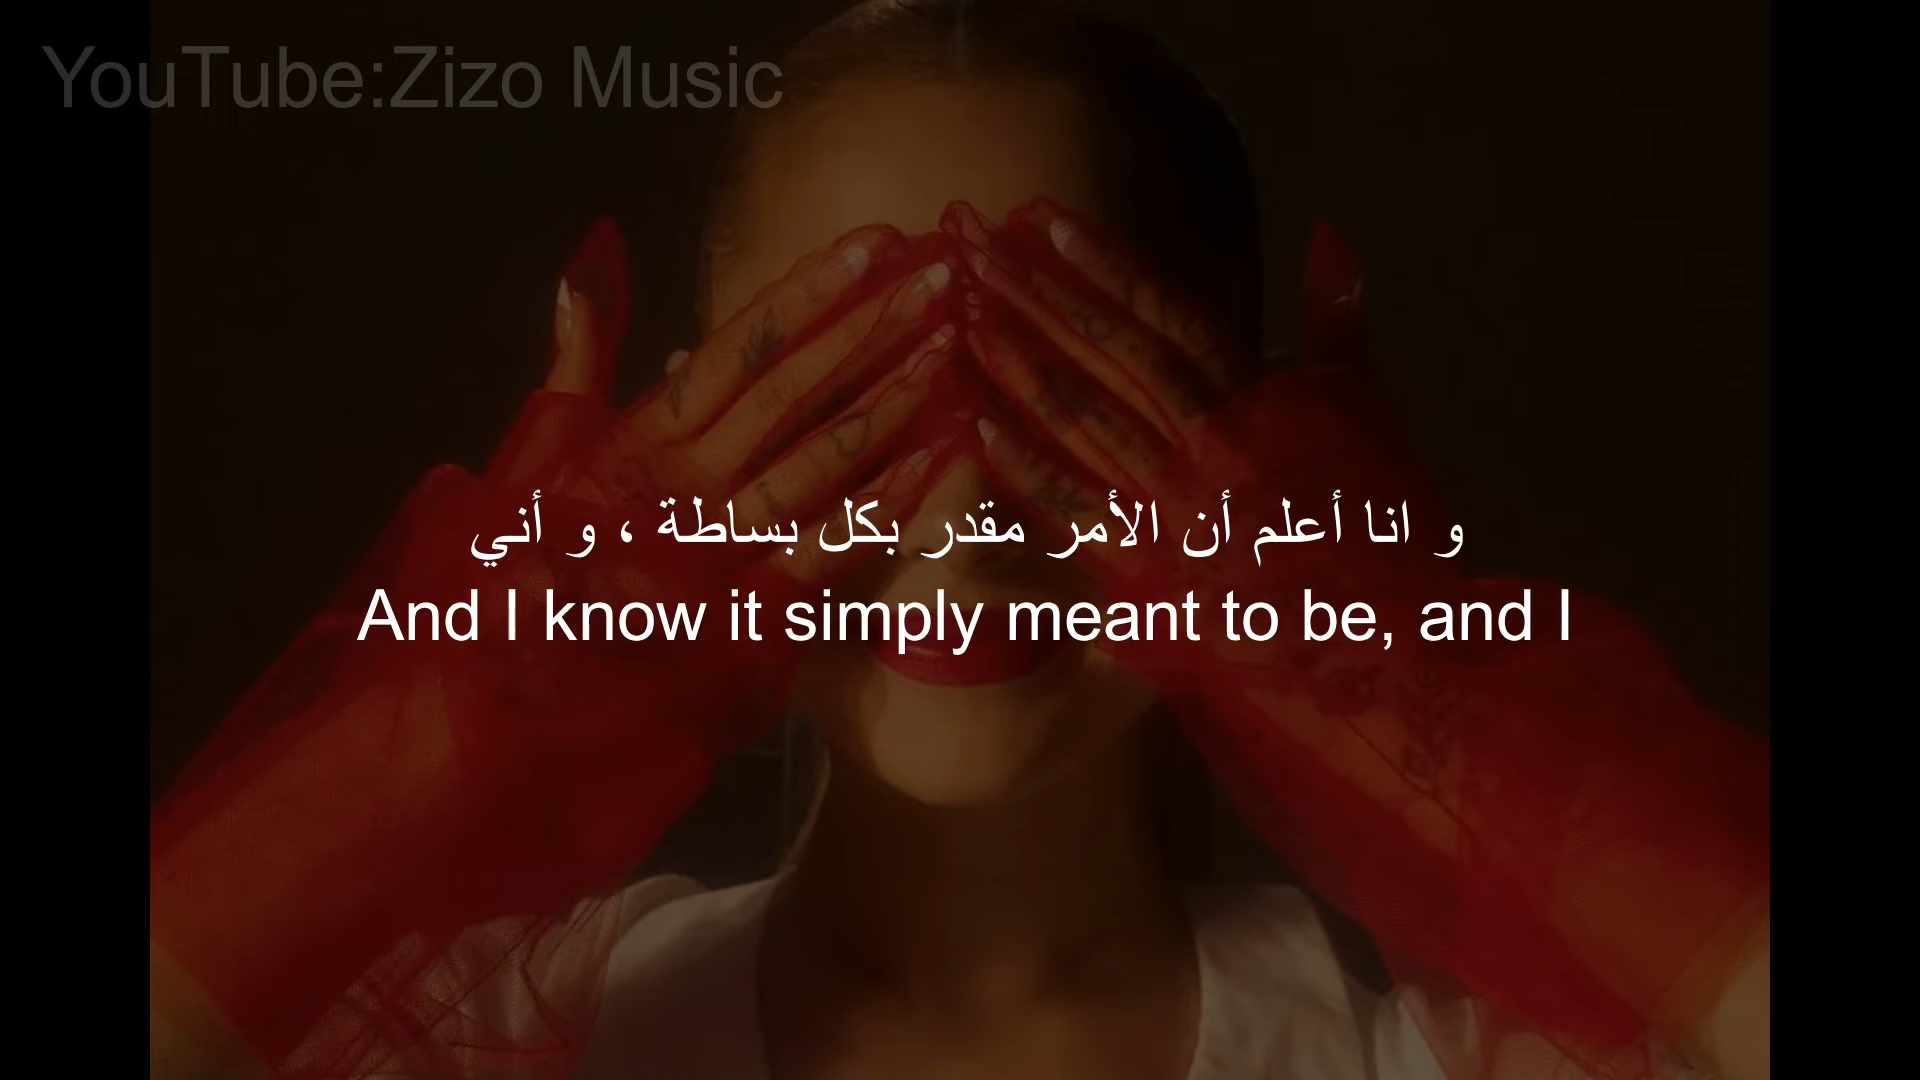 YouTube:Zizo Music
و انا أعلم أن الأمر مقدر بكل بساطة ، و أني
And I know it simply meant to be, and I